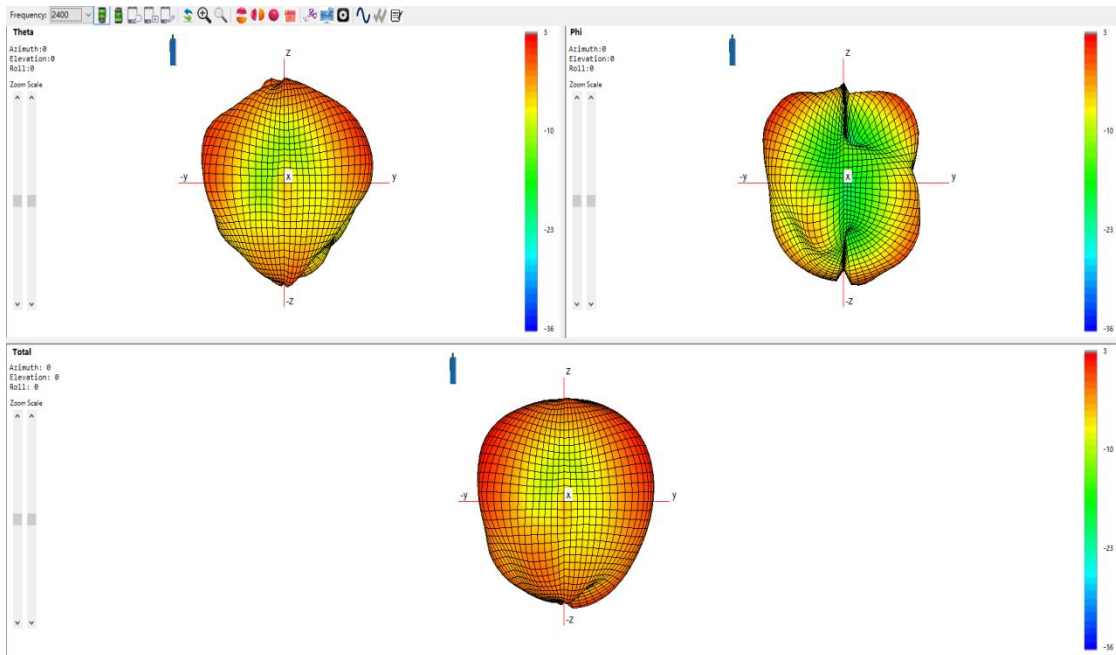 Frequency: 2400
Theta
Azimuth:0
Elevation:0
Roll:0
Zoom Scale
Z
-y
X
y
-Z
3
-10
-23
-36
Phi
Azimuth:0
Elevation:0
Roll:0
Zoom Scale
Z
-y
X
y
-Z
3
-10
-23
-36
Total
Azimuth: 0
Elevation: 0
Roll: 0
Zoom Scale
Z
-y
X
y
-Z
3
-10
-23
-36